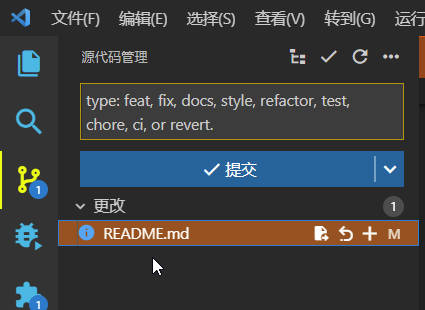 文件(F) 编辑(E) 选择(S) 查看(V) 转到(G) 运行
源代码管理
type: feat, fix, docs, style, refactor, test,
chore, ci, or revert.
提交
1
更改 1
README.md M
1